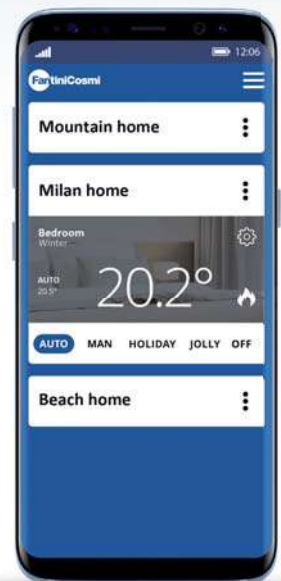 12:06
FantiniCosmi
Mountain home
Milan home
Bedroom
Winter
AUTO
20.5°
20.2°
AUTO MAN HOLIDAY JOLLY OFF
Beach home